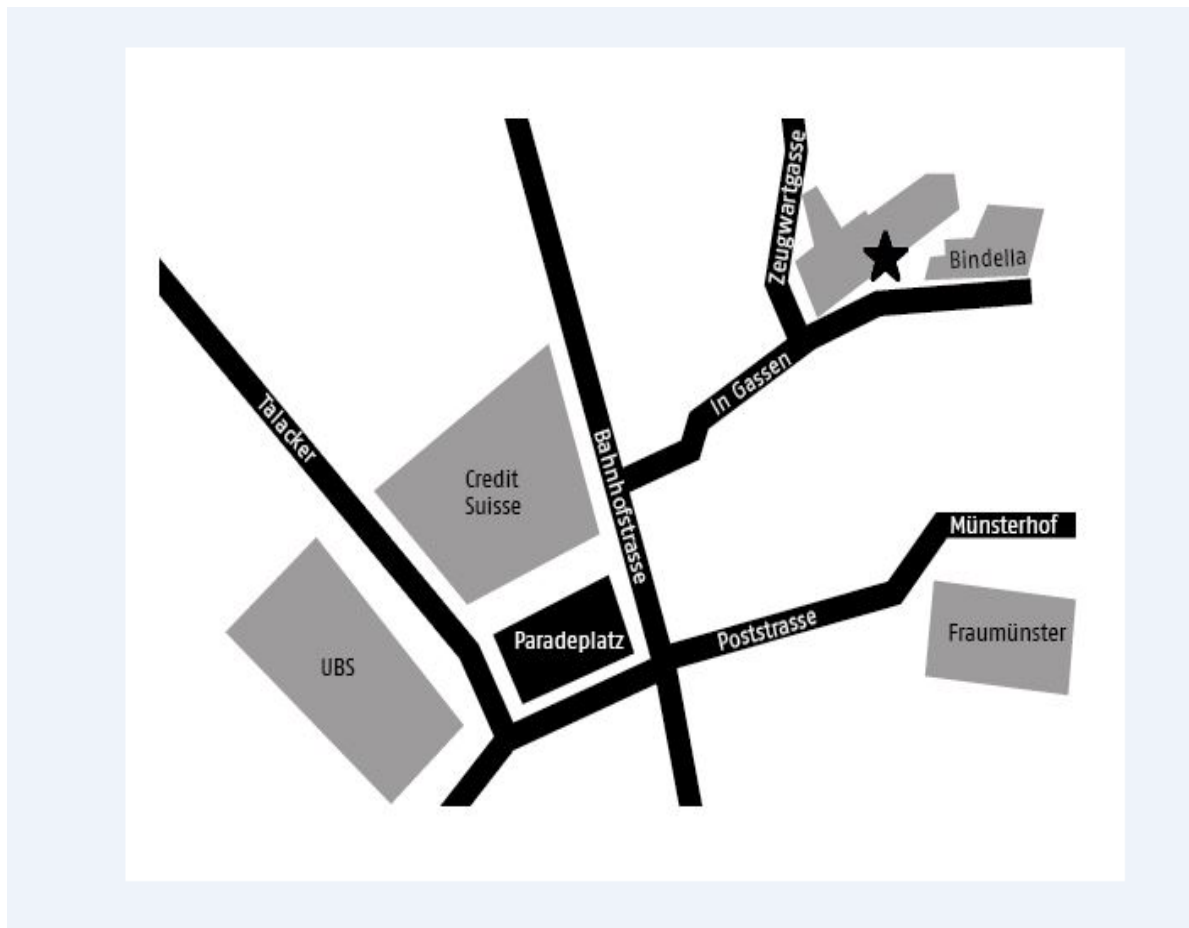 Zeugwartgasse
Bindella
In Gassen
Talacker
Bahnhofstrasse
Credit
Suisse
Münsterhof
Paradeplatz
Poststrasse
Fraumünster
UBS